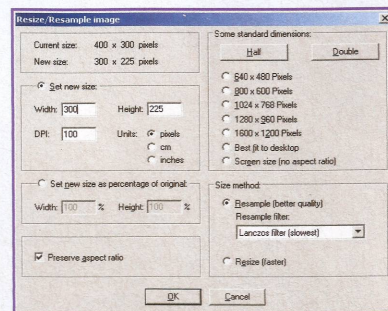 Resize/Resample image
Current size: 400 x 300 pixels
New size: 300 x 225 pixels
Set new size:
Width: 300 Height: 225
DPI: 100 Units: pixels
cm
inches
Set new size as percentage of original:
Width: 100 % Height: 100 %
Preserve aspect ratio
Some standard dimensions:
Half Double
640 x 480 Pixels
800 x 600 Pixels
1024 x 768 Pixels
1280 x 960 Pixels
1600 x 1200 Pixels
Best fit to desktop
Screen size (no aspect ratio)
Size method:
Resample (better quality)
Resample filter:
Lanczos filter (slowest)
Resize (faster)
OK Cancel